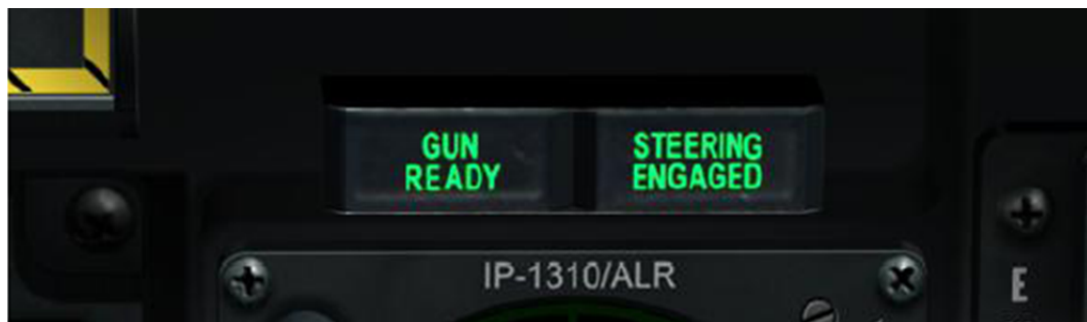 GUN
READY
STEERING
ENGAGED
IP-1310/ALR
E